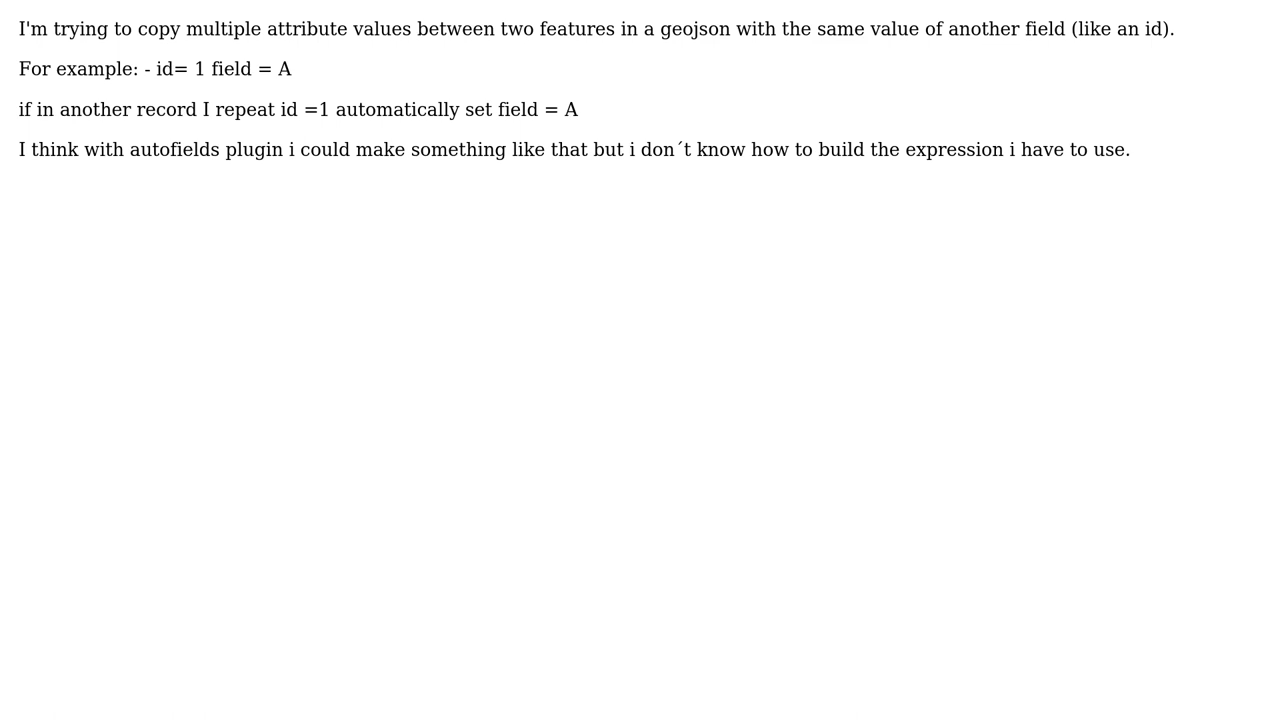 I'm trying to copy multiple attribute values between two features in a geojson with the same value of another field (like an id).
For example: - id= 1 field = A
if in another record I repeat id =1 automatically set field = A
I think with autofields plugin i could make something like that but i don´t know how to build the expression i have to use.